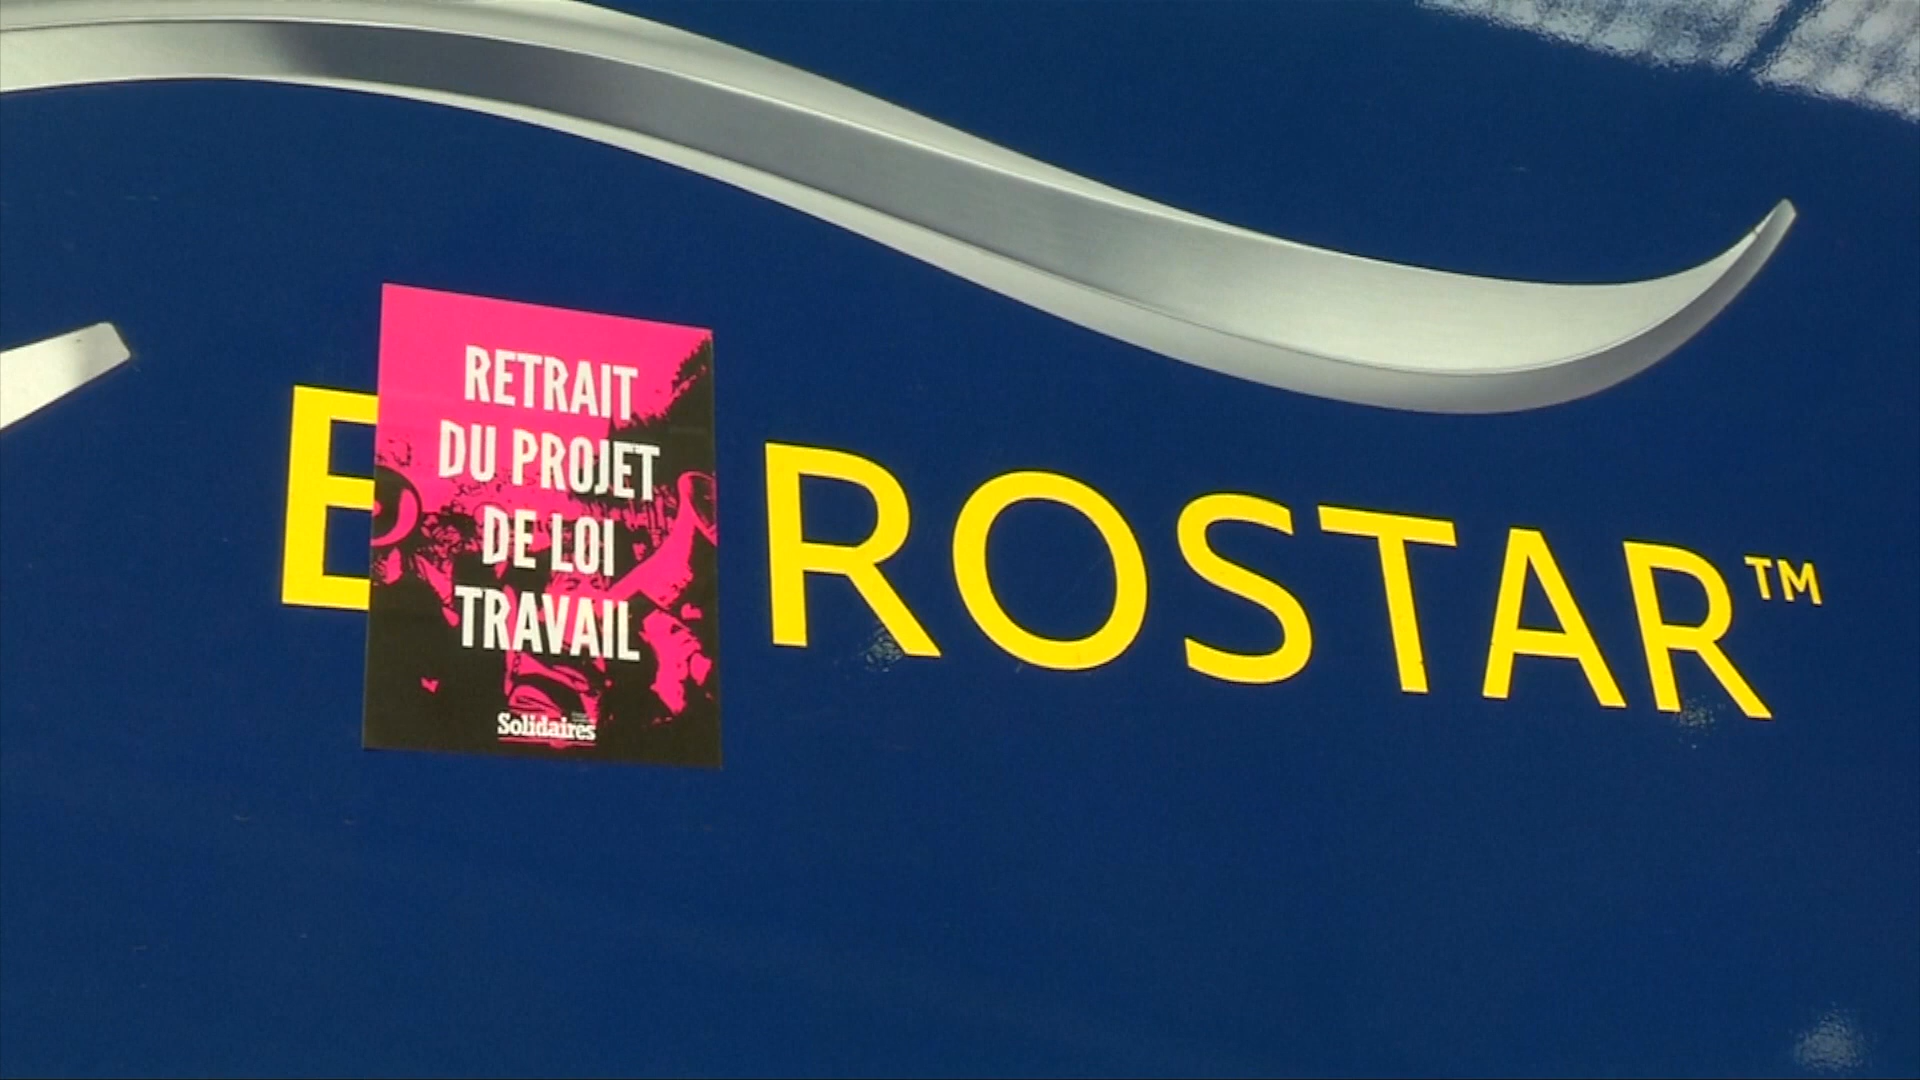 RETRAIT
DU PROJET
DE LOI
TRAVAIL
Solidaires
E ROSTAR™